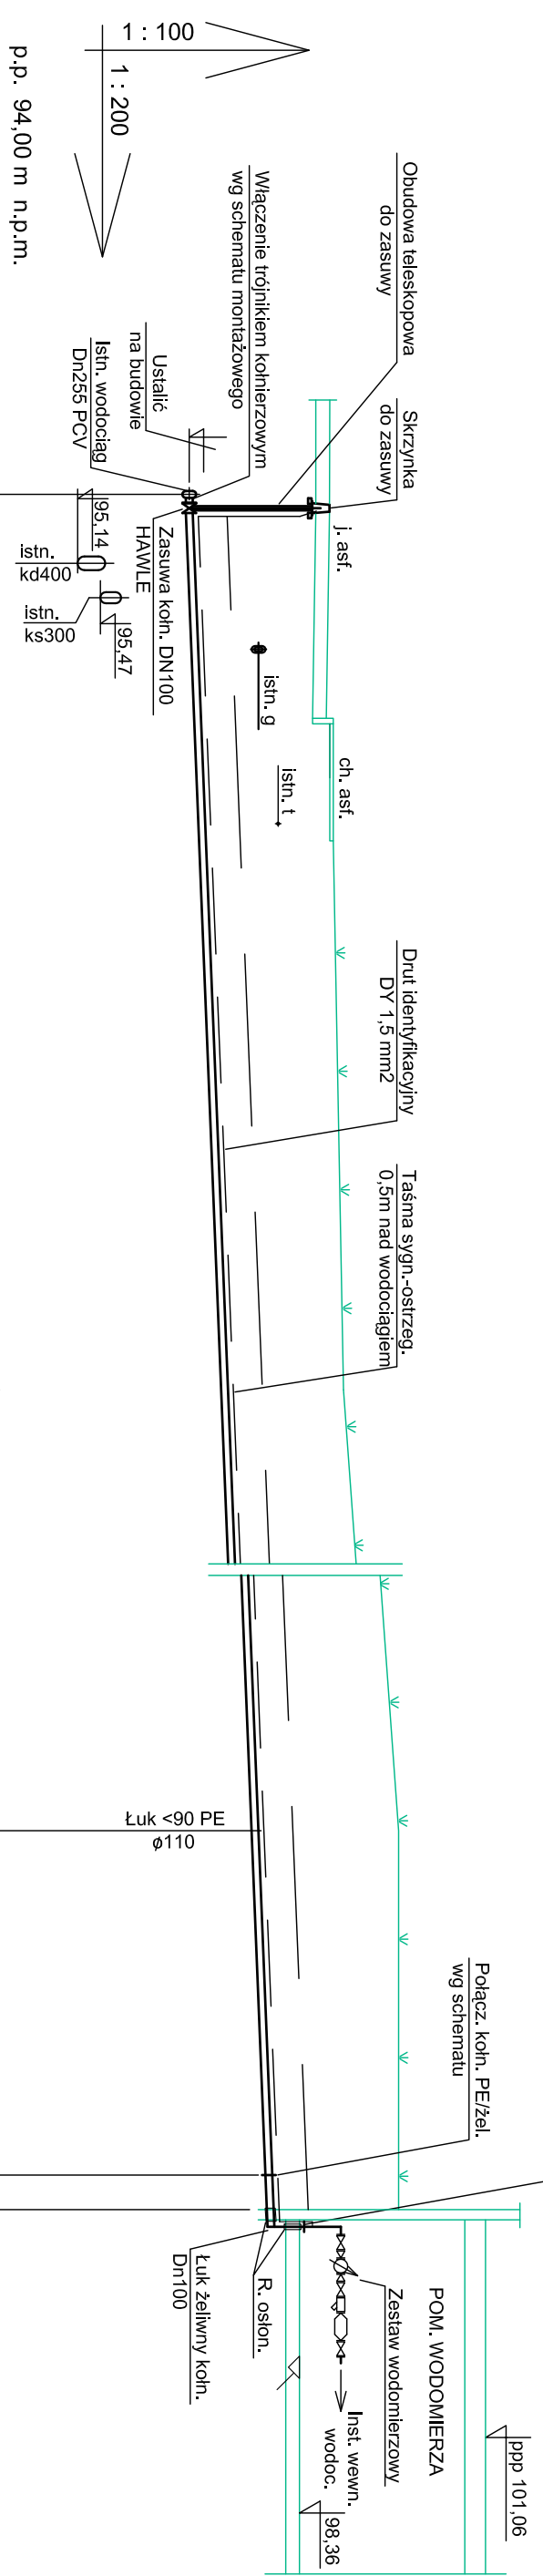 1 : 100
1 : 200
p.p. 94,00 m n.p.m.
Obudowa teleskopowa
do zasuwy
Skrzynka
do zasuwy
Włączenie trójnikiem kołnierzowym
wg schematu montażowego
Ustalić
na budowie
Istn. wodociąg
Dn255 PCV
95,14
istn.
kd400
istn.
ks300
95,47
Zasuwa kołn. DN100
HAWLE
j. asf.
istn. g
istn. t
ch. asf.
Drut identyfikacyjny
DY 1,5 mm2
Taśma sygn.-ostrzeg.
0,5m nad wodociągiem
Łuk <90 PE
ø110
Połącz. kołn. PE/żel.
wg schematu
Łuk żeliwny kołn.
Dn100
R. osłon.
Zestaw wodomierzowy
POM. WODOMIERZA
Inst. wewn.
wodoc.
ppp 101,06
98,36